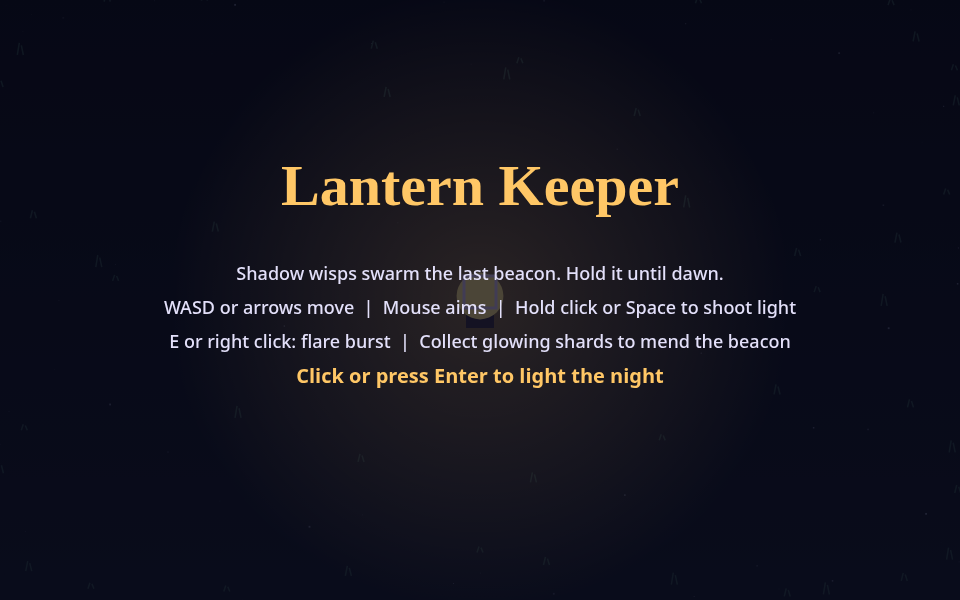 Lantern Keeper
Shadow wisps swarm the last beacon. Hold it until dawn.
WASD or arrows move | Mouse aims | Hold click or Space to shoot light
E or right click: flare burst | Collect glowing shards to mend the beacon
Click or press Enter to light the night